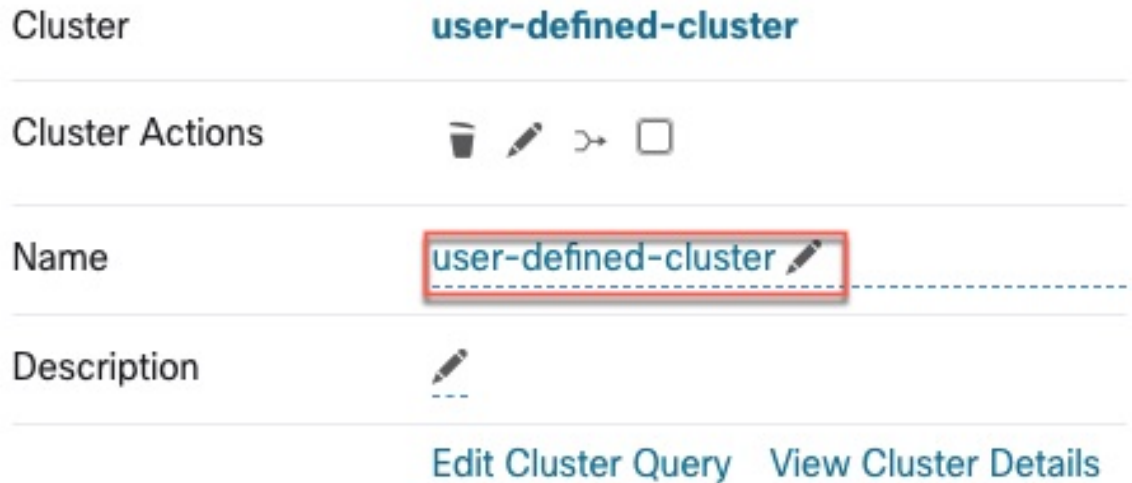 Cluster user-defined-cluster
Cluster Actions
Name user-defined-cluster
Description
Edit Cluster Query View Cluster Details